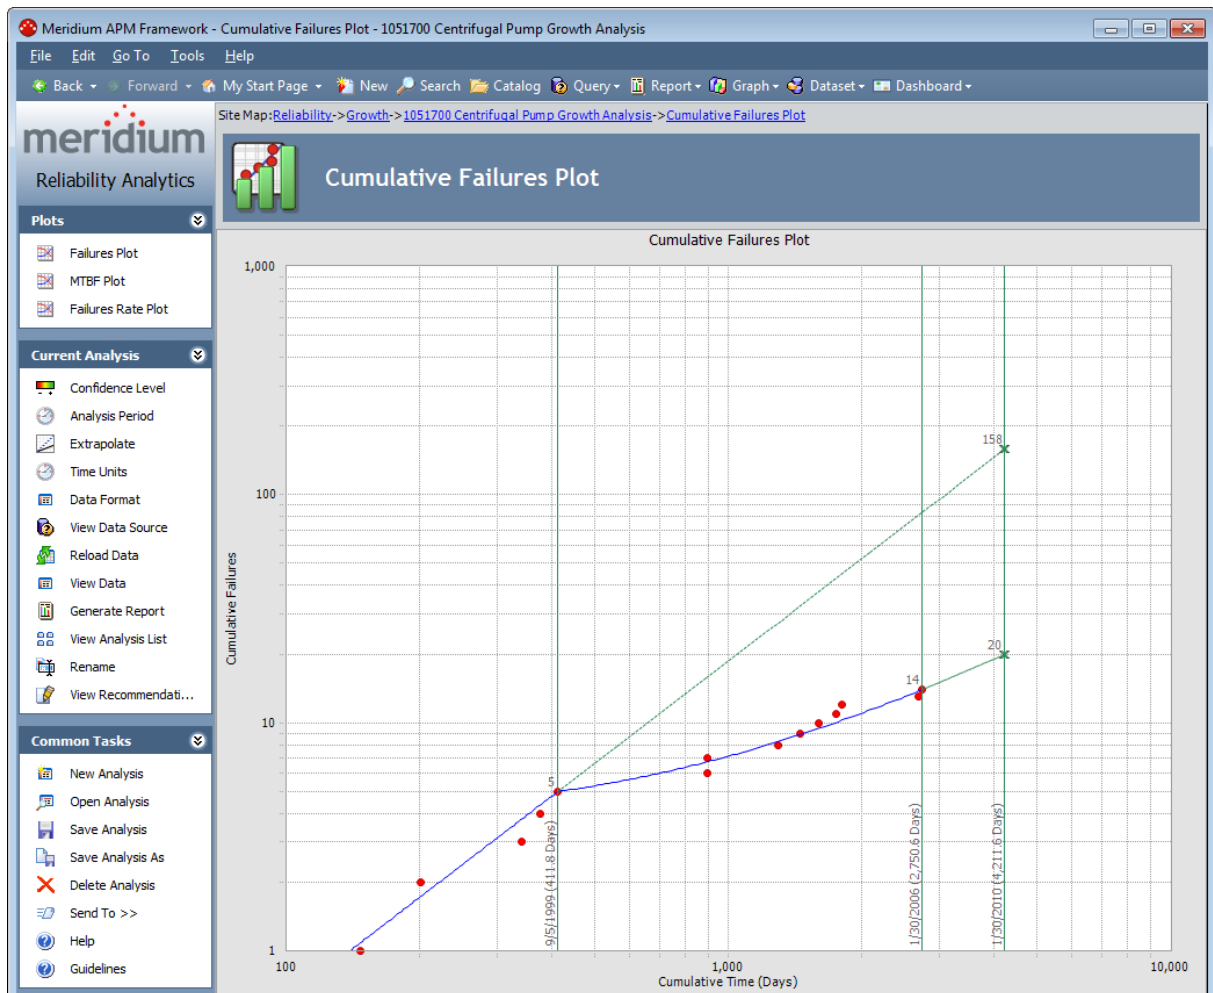 Meridium APM Framework - Cumulative Failures Plot - 1051700 Centrifugal Pump Growth Analysis
File Edit Go To Tools Help
Back Forward My Start Page New Search Catalog Query Report Graph Dataset Dashboard
meridium
Reliability Analytics
Plots
Failures Plot
MTBF Plot
Failures Rate Plot
Current Analysis
Confidence Level
Analysis Period
Extrapolate
Time Units
Data Format
View Data Source
Reload Data
View Data
Generate Report
View Analysis List
Rename
View Recommendati...
Common Tasks
New Analysis
Open Analysis
Save Analysis
Save Analysis As
Delete Analysis
Send To >>
Help
Guidelines
Site Map:Reliability->Growth->1051700 Centrifugal Pump Growth Analysis->Cumulative Failures Plot
Cumulative Failures Plot
Cumulative Failures Plot
1,000
100
10
1
Cumulative Failures
158
20
14
5
9/5/1999 (411.8 Days)
1/30/2006 (2,750.6 Days)
1/30/2010 (4,211.6 Days)
100
1,000
10,000
Cumulative Time (Days)